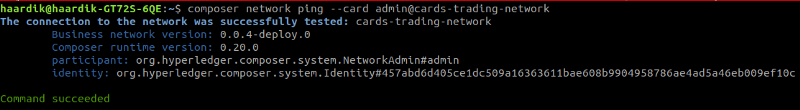 haardik@haardik-GT72S-6QE:~$ composer network ping --card admin@cards-trading-network
The connection to the network was successfully tested: cards-trading-network
Business network version: 0.0.4-deploy.0
Composer runtime version: 0.20.0
participant: org.hyperledger.composer.system.NetworkAdmin#admin
identity: org.hyperledger.composer.system.Identity#457abd6d405ce1dc509a16363611bae608b9904958786ae4ad5a46eb009ef10c
Command succeeded